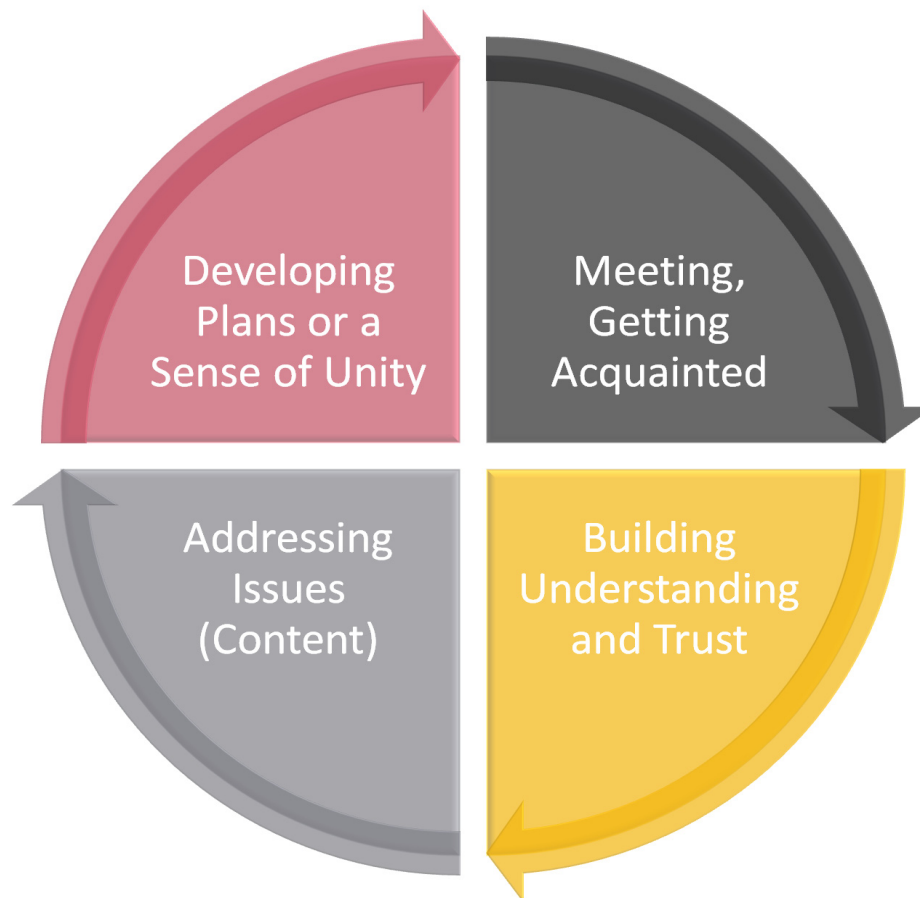 Developing
Plans or a
Sense of Unity
Meeting,
Getting
Acquainted
Addressing
Issues
(Content)
Building
Understanding
and Trust